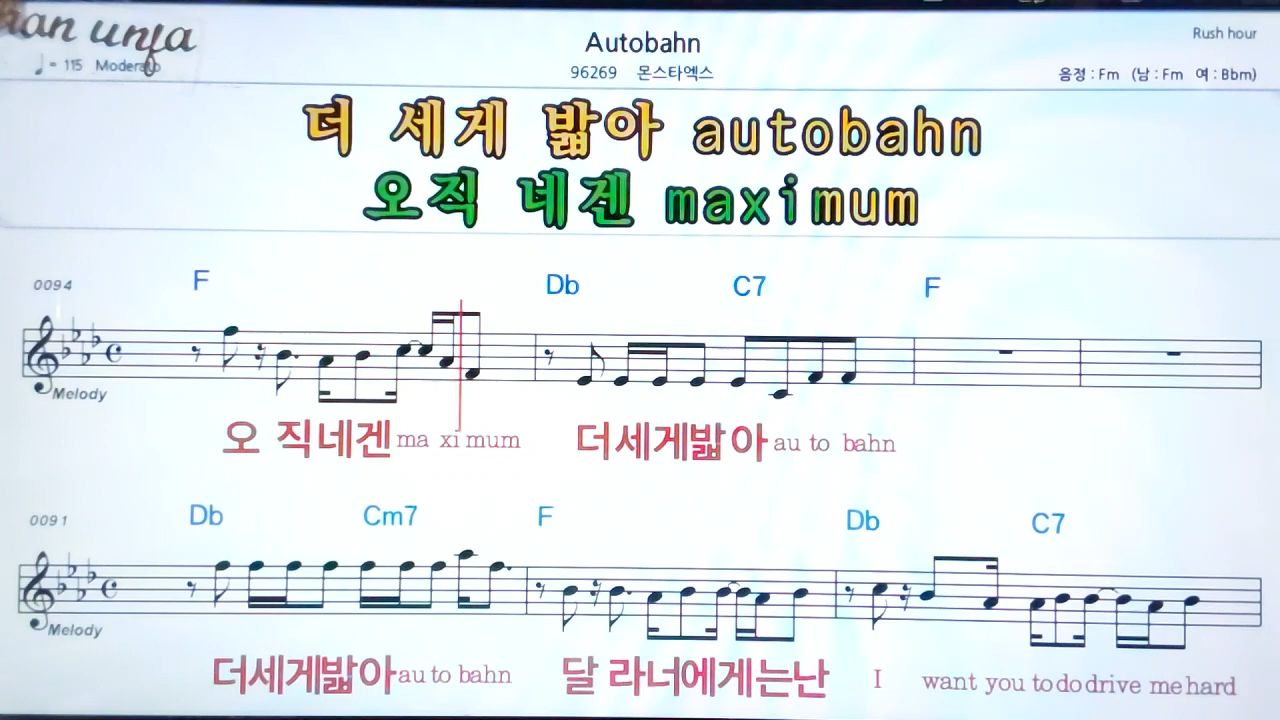 Autobahn
Rush hour
♩= 115 Moderato
96269 몬스타엑스
음정 : Fm (남 : Fm 여 : Bbm)
더 세게 밟아 autobahn
오직 네겐 maximum
0094
F Db C7 F
Melody
오 직네겐 ma xi mum 더세게밟아 au to bahn
0091
Db Cm7 F Db C7
Melody
더세게밟아 au to bahn 달 라너에게는난 I want you to do drive me hard